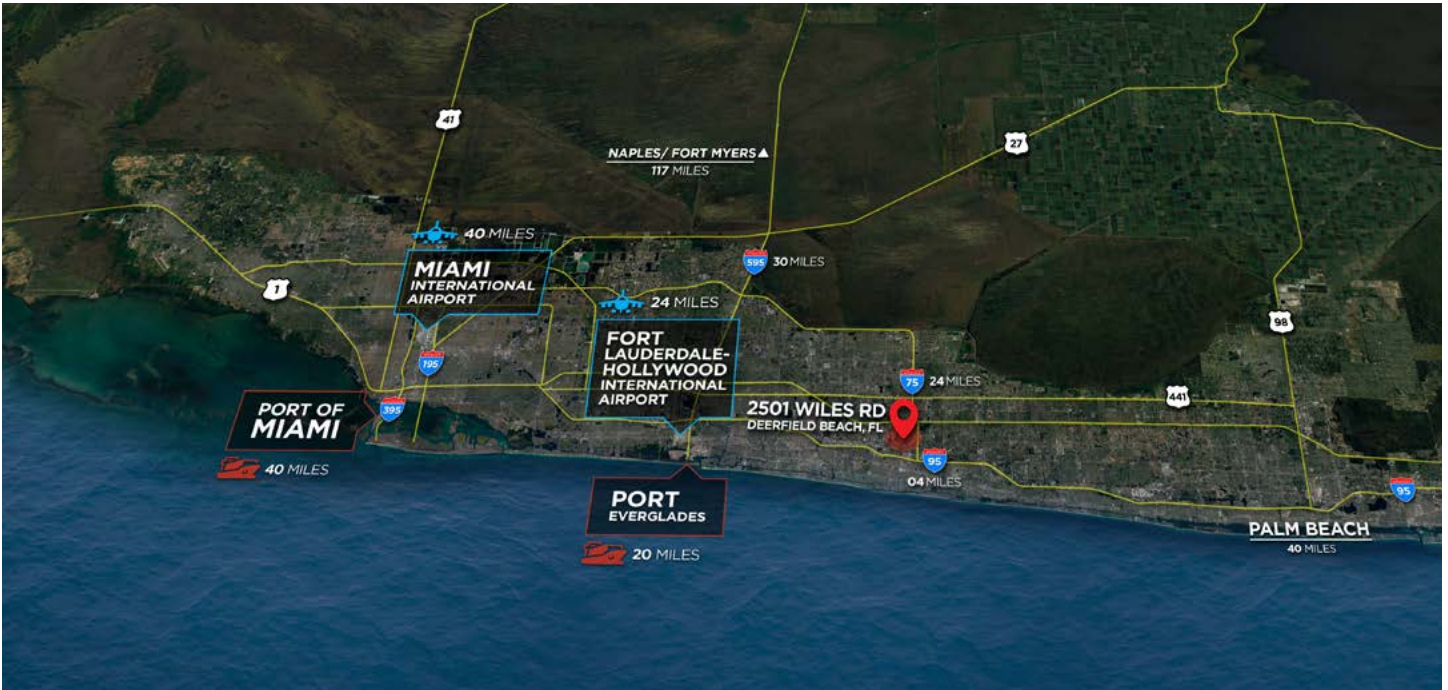 41
NAPLES/ FORT MYERS▲
117 MILES
27
40 MILES
MIAMI
INTERNATIONAL
AIRPORT
595
30 MILES
1
24 MILES
FORT
LAUDERDALE-
HOLLYWOOD
INTERNATIONAL
AIRPORT
98
195
75
24 MILES
441
395
PORT OF
MIAMI
40 MILES
2501 WILES RD
DEERFIELD BEACH, FL
95
04 MILES
95
PORT
EVERGLADES
20 MILES
PALM BEACH
40 MILES